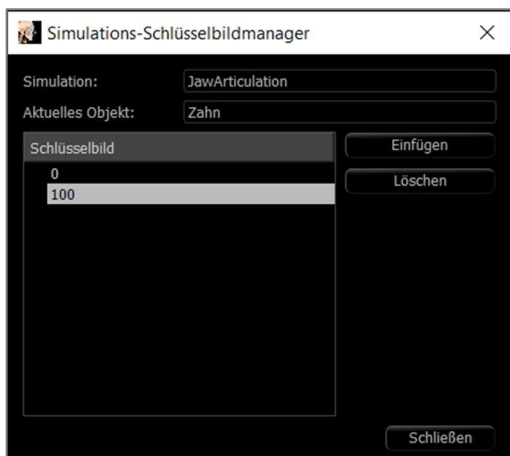 Simulations-Schlüsselbildmanager
Simulation: JawArticulation
Aktuelles Objekt: Zahn
Schlüsselbild
Einfügen
0
Löschen
100
Schließen